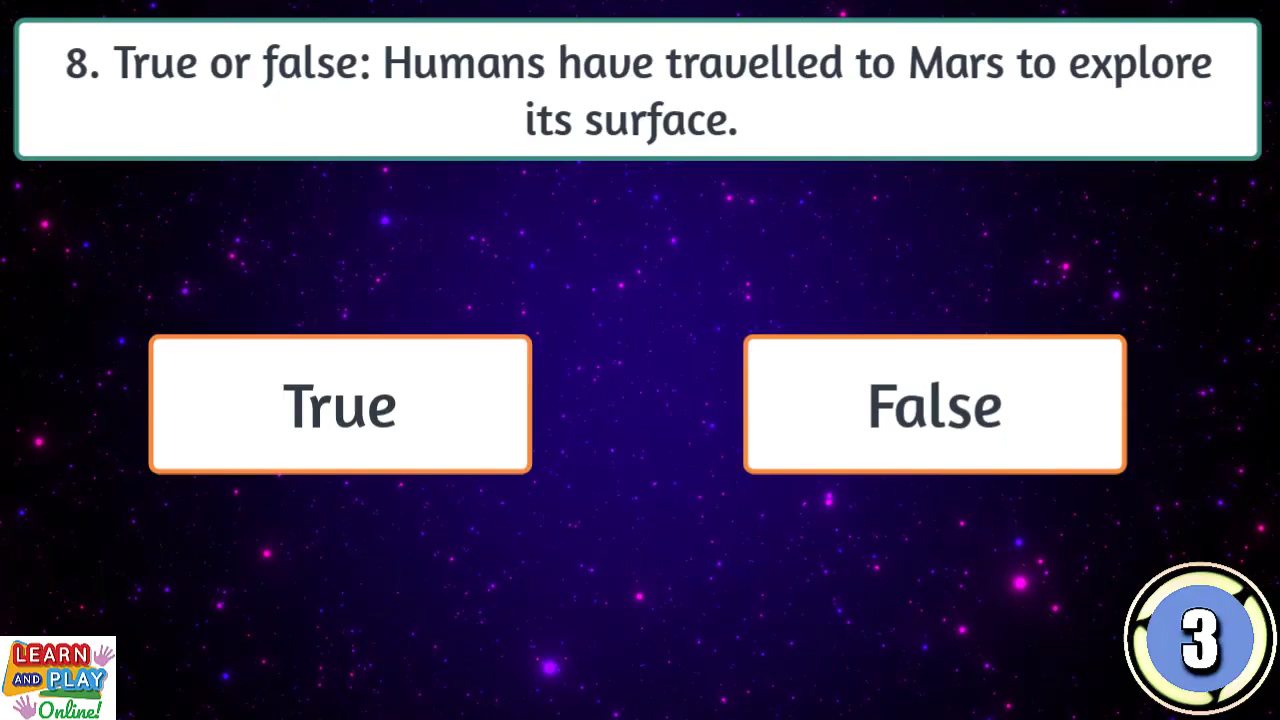 8. True or false: Humans have travelled to Mars to explore
its surface.
True
False
3
LEARN
AND PLAY
Online!